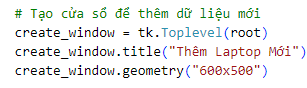 # Tạo cửa sổ để thêm dữ liệu mới
create_window = tk.Toplevel(root)
create_window.title("Thêm Laptop Mới")
create_window.geometry("600x500")